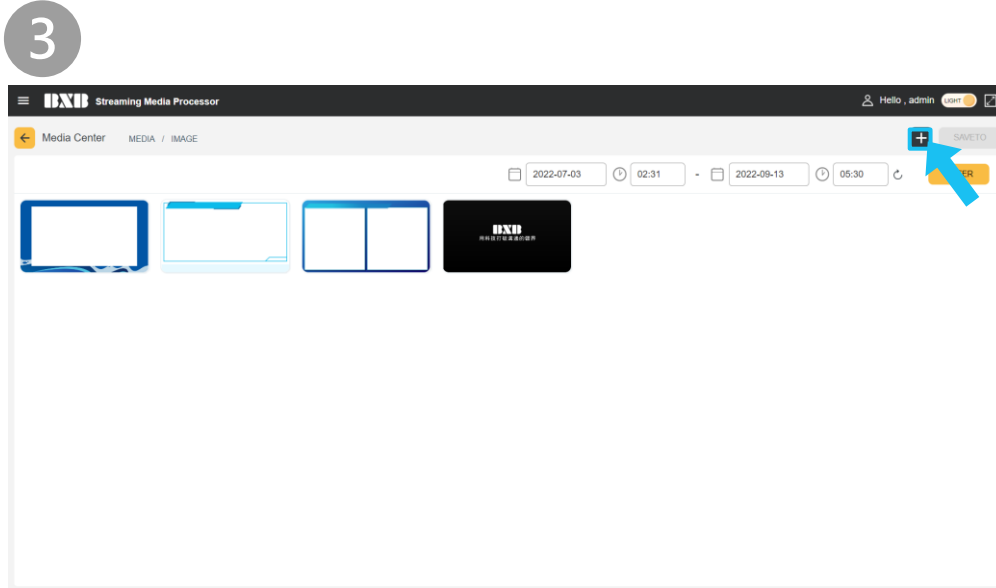 3
BXB Streaming Media Processor
Hello , admin LIGHT
Media Center MEDIA / IMAGE
SAVETO
2022-07-03 02:31 - 2022-09-13 05:30
BXB